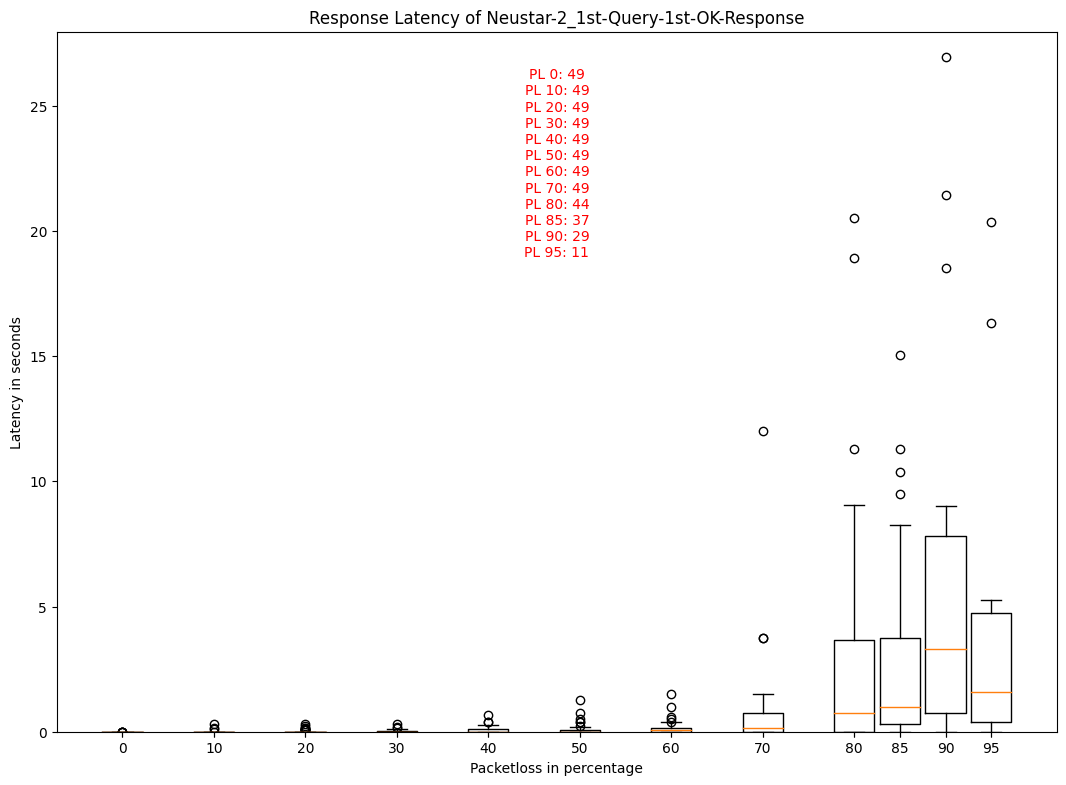 Response Latency of Neustar-2_1st-Query-1st-OK-Response
PL 0: 49
PL 10: 49
PL 20: 49
PL 30: 49
PL 40: 49
PL 50: 49
PL 60: 49
PL 70: 49
PL 80: 44
PL 85: 37
PL 90: 29
PL 95: 11
Latency in seconds
25
20
15
10
5
0
0 10 20 30 40 50 60 70 80 85 90 95
Packetloss in percentage